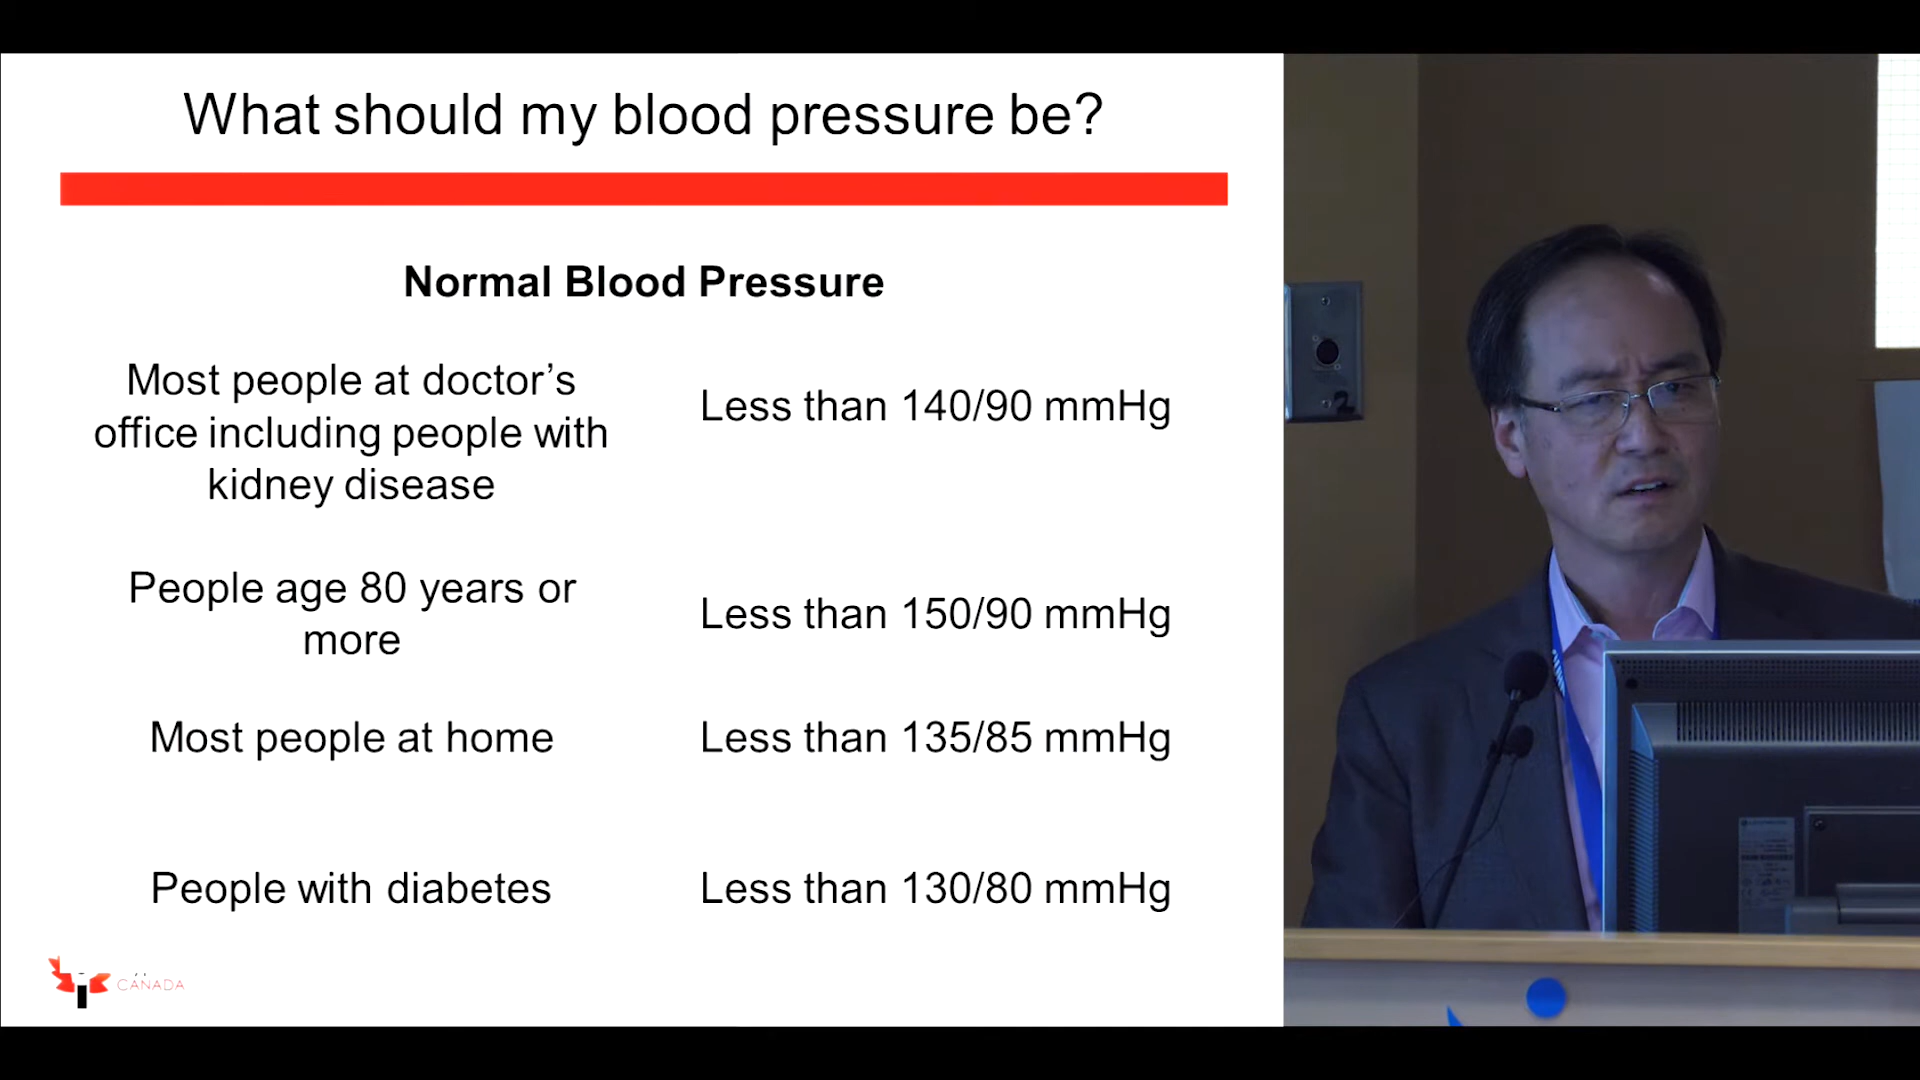 What should my blood pressure be?
Normal Blood Pressure
Most people at doctor’s
office including people with
kidney disease
Less than 140/90 mmHg
People age 80 years or
more
Less than 150/90 mmHg
Most people at home
Less than 135/85 mmHg
People with diabetes
Less than 130/80 mmHg
CANADA